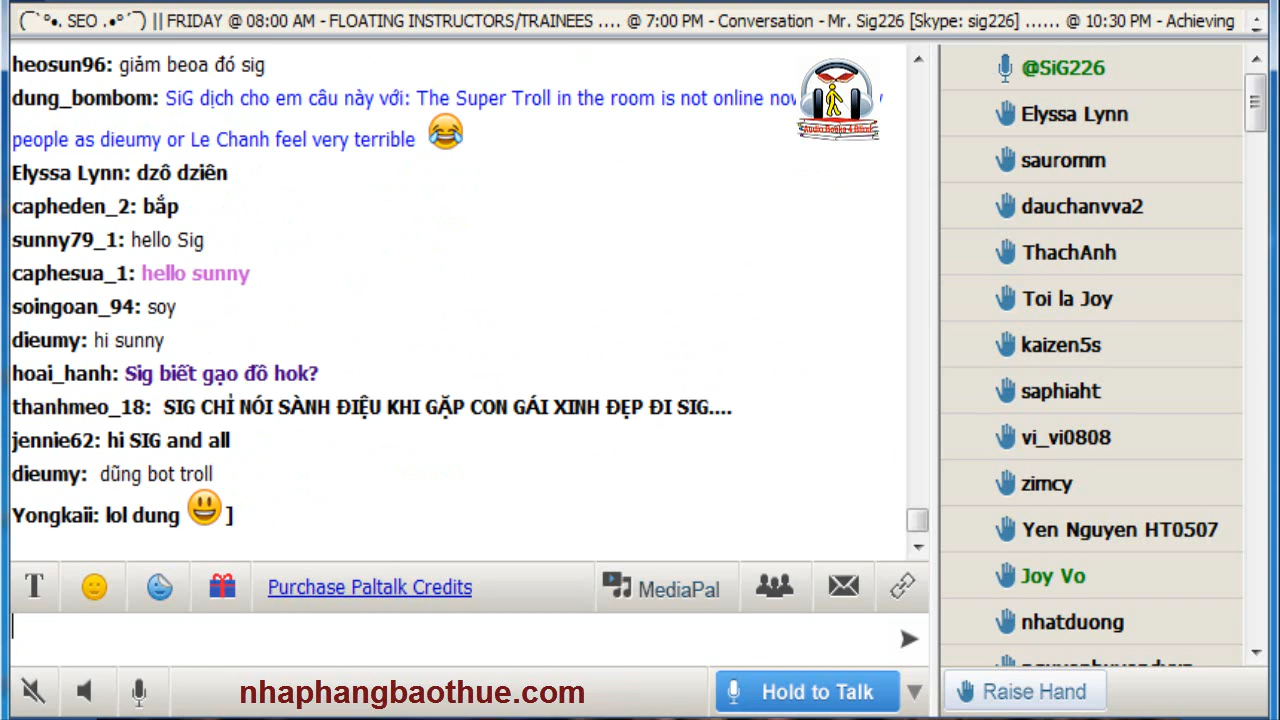 (¯`°•. SEO .•°´¯) || FRIDAY @ 08:00 AM - FLOATING INSTRUCTORS/TRAINEES .... @ 7:00 PM - Conversation - Mr. Sig226 [Skype: sig226] ...... @ 10:30 PM - Achieving
heosun96: giảm beoa đó sig
dung_bombom: SiG dịch cho em câu này với: The Super Troll in the room is not online now
people as dieumy or Le Chanh feel very terrible
Elyssa Lynn: dzô dziên
capheden_2: bắp
sunny79_1: hello Sig
caphesua_1: hello sunny
soingoan_94: soy
dieumy: hi sunny
hoai_hanh: Sig biết gạo đồ hok?
thanhmeo_18: SIG CHỈ NÓI SÀNH ĐIỆU KHI GẶP CON GÁI XINH ĐẸP ĐI SIG....
jennie62: hi SIG and all
dieumy: dũng bot troll
Yongkaii: lol dung ]
Audio Books 4 Blind
@SiG226
Elyssa Lynn
sauromm
dauchanvva2
ThachAnh
Toi la Joy
kaizen5s
saphiaht
vi_vi0808
zimcy
Yen Nguyen HT0507
Joy Vo
nhatduong
T
Purchase Paltalk Credits
MediaPal
nhaphangbaothue.com
Hold to Talk
Raise Hand